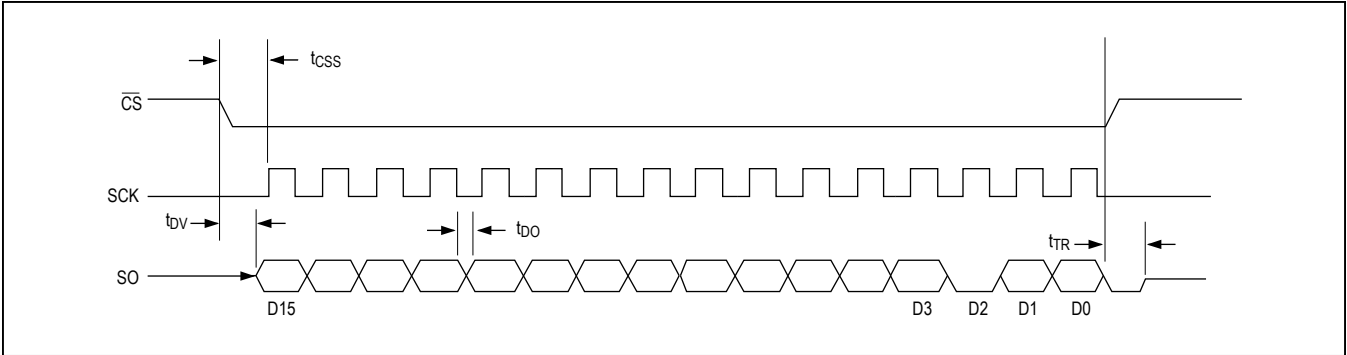 tCSS
CS
SCK
tDV
tDO
tTR
SO
D15 D3 D2 D1 D0